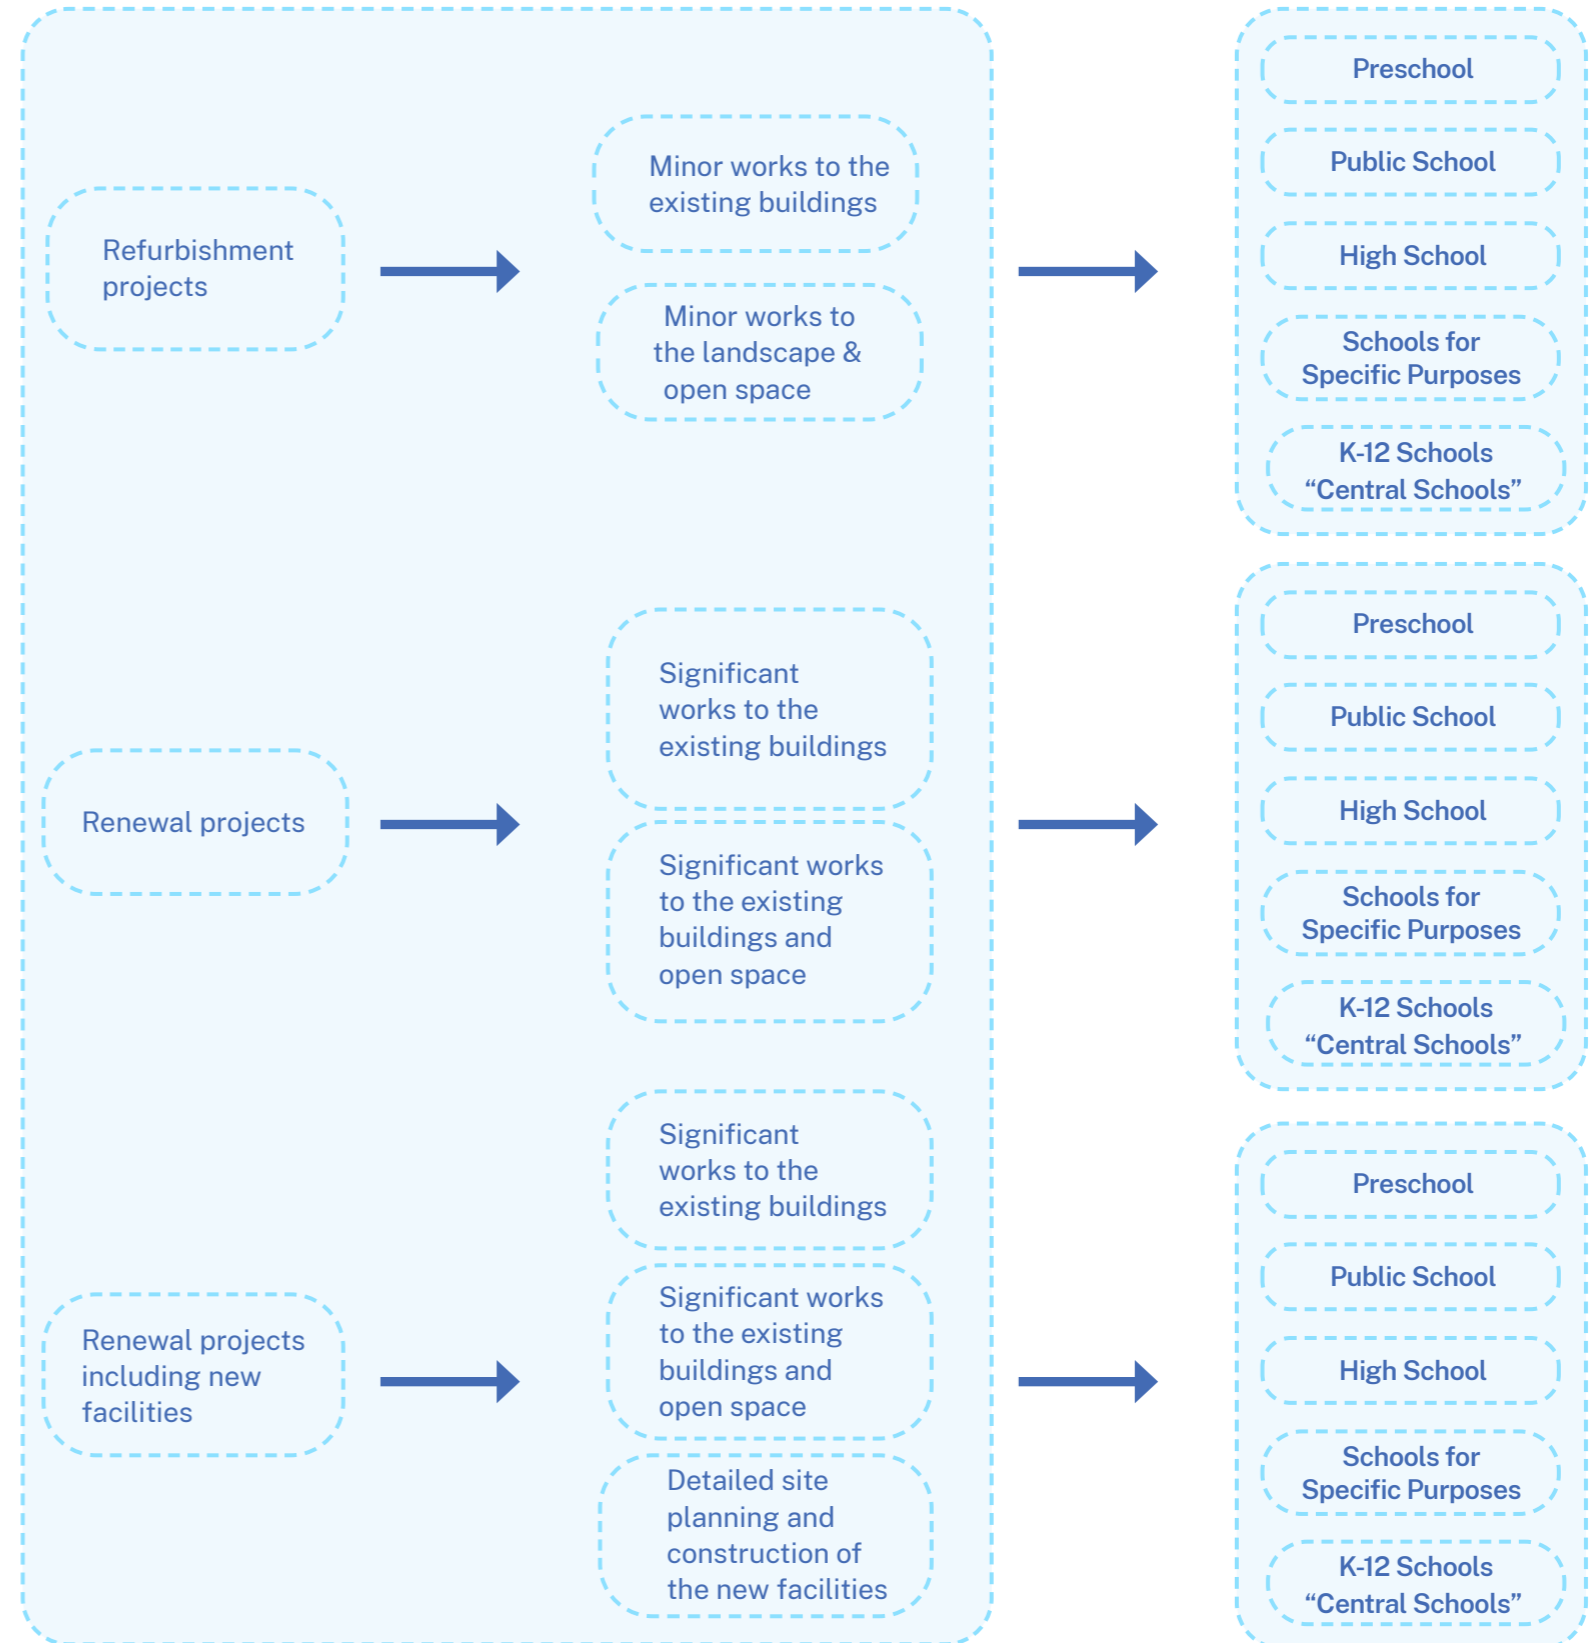 Refurbishment
projects
Minor works to the
existing buildings
Minor works to
the landscape &
open space
Preschool
Public School
High School
Schools for
Specific Purposes
K-12 Schools
“Central Schools”
Renewal projects
Significant
works to the
existing buildings
Significant works
to the existing
buildings and
open space
Preschool
Public School
High School
Schools for
Specific Purposes
K-12 Schools
“Central Schools”
Renewal projects
including new
facilities
Significant
works to the
existing buildings
Significant works
to the existing
buildings and
open space
Detailed site
planning and
construction of
the new facilities
Preschool
Public School
High School
Schools for
Specific Purposes
K-12 Schools
“Central Schools”